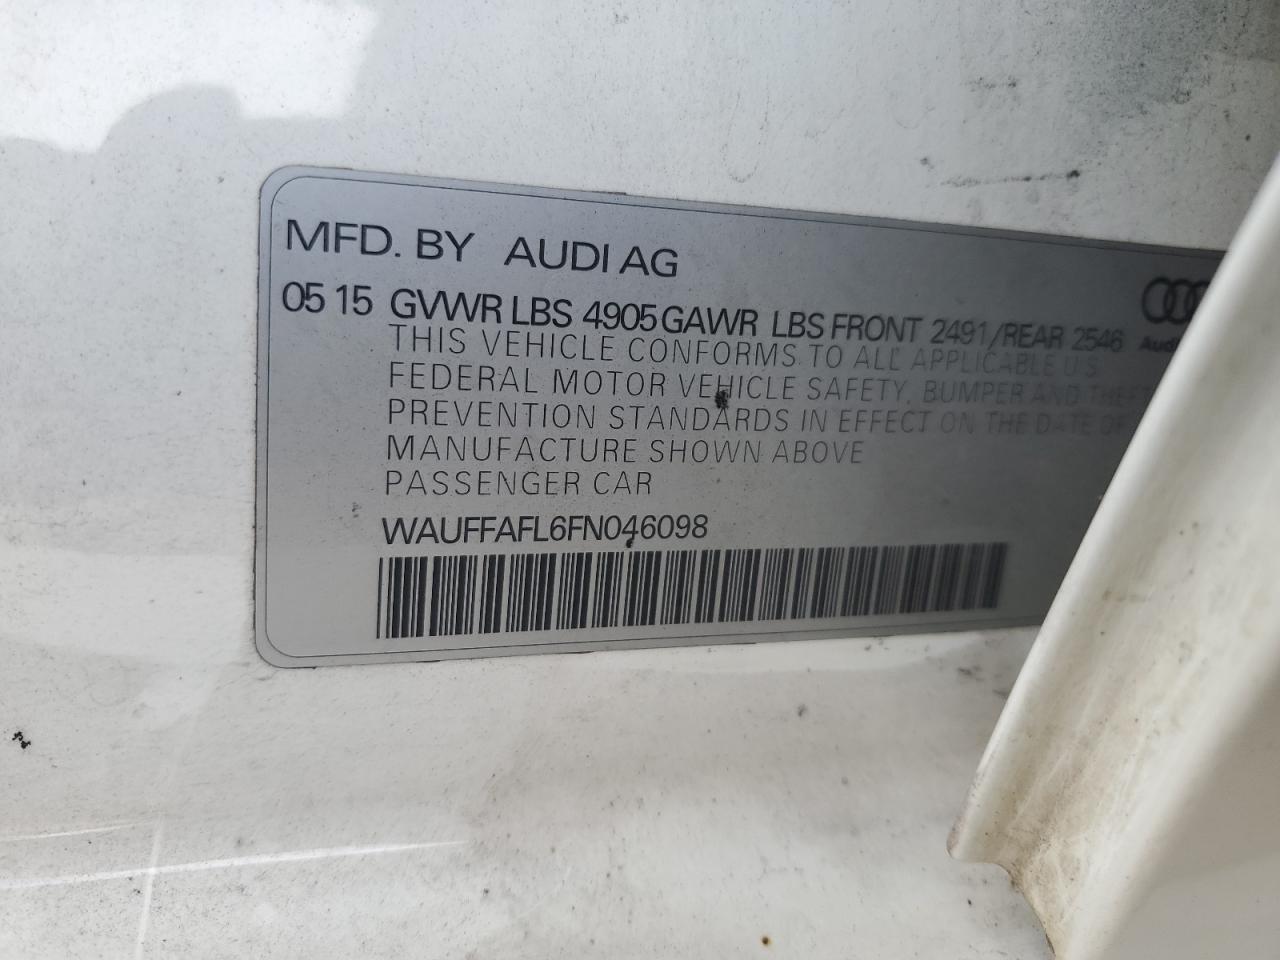 MFD. BY AUDI AG
05 15 GVWR LBS 4905 GAWR LBS FRONT 2491/REAR 2546
Audi
THIS VEHICLE CONFORMS TO ALL APPLICABLE U.S.
FEDERAL MOTOR VEHICLE SAFETY, BUMPER AND THEFT
PREVENTION STANDARDS IN EFFECT ON THE DATE OF
MANUFACTURE SHOWN ABOVE
PASSENGER CAR
WAUFFAFL6FN046098